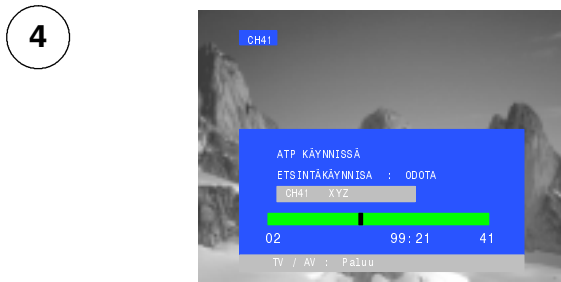 4
CH41
ATP KÄYNNISSÄ
ETSINTÄKÄYNNISA : ODOTA
CH41 XYZ
02 99:21 41
TV / AV : Paluu